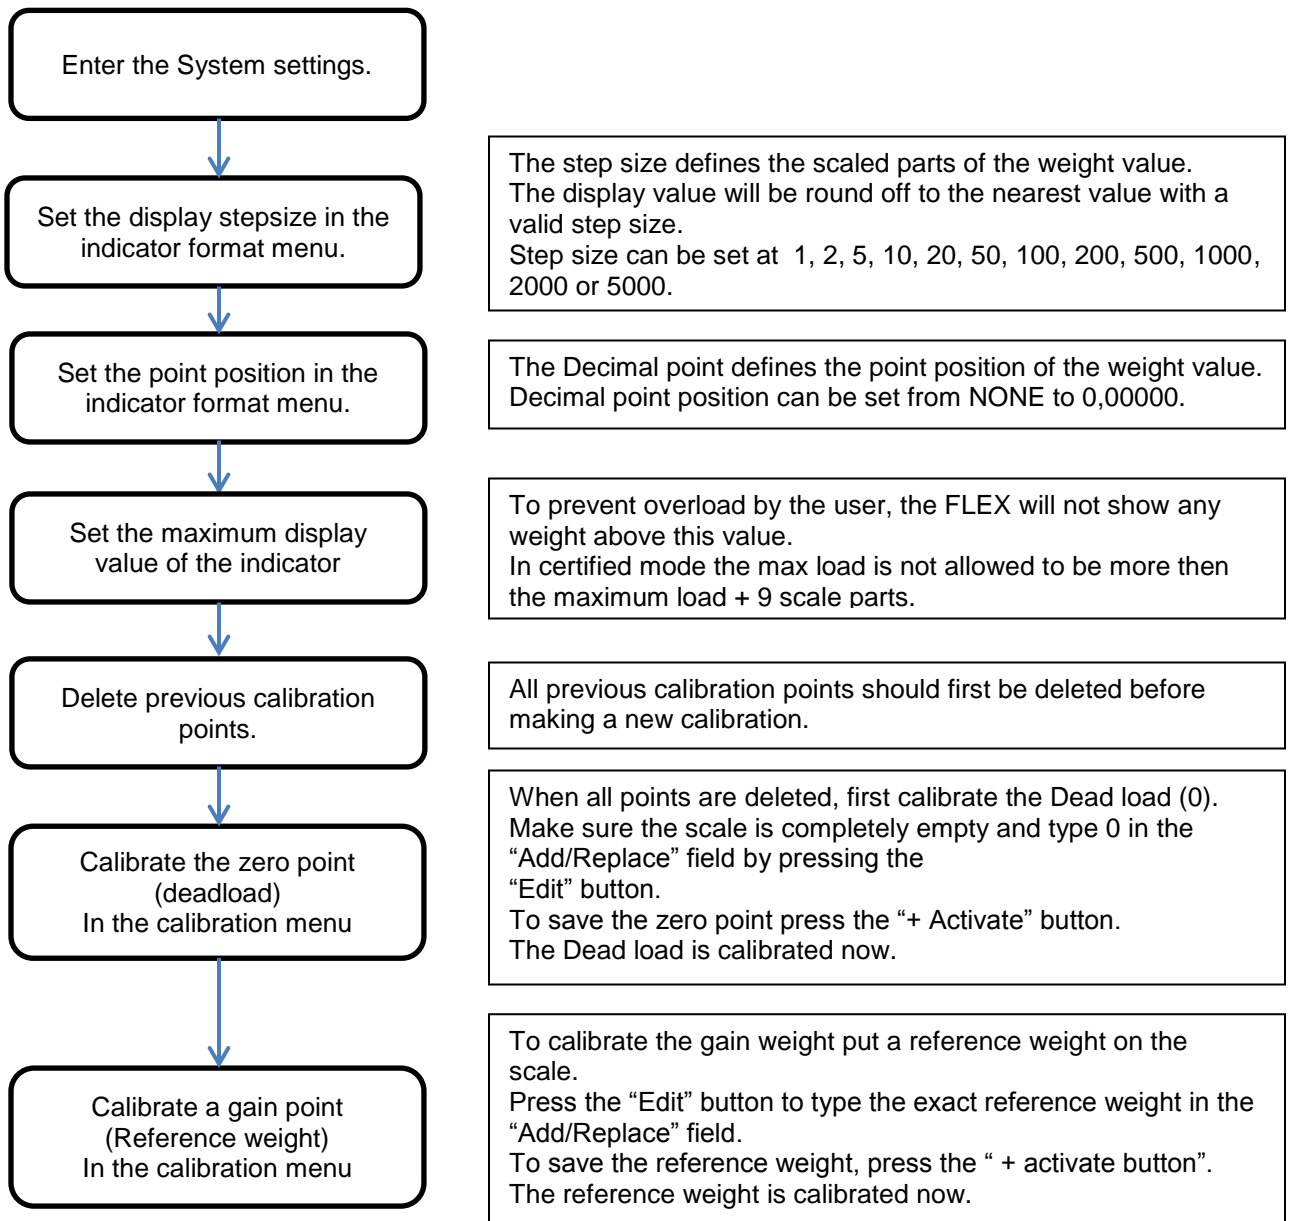 Enter the System settings.
Set the display stepsize in the
indicator format menu.
The step size defines the scaled parts of the weight value.
The display value will be round off to the nearest value with a
valid step size.
Step size can be set at  1, 2, 5, 10, 20, 50, 100, 200, 500, 1000,
2000 or 5000.
Set the point position in the
indicator format menu.
The Decimal point defines the point position of the weight value.
Decimal point position can be set from NONE to 0,00000.
Set the maximum display
value of the indicator
To prevent overload by the user, the FLEX will not show any
weight above this value.
In certified mode the max load is not allowed to be more then
the maximum load + 9 scale parts.
Delete previous calibration
points.
All previous calibration points should first be deleted before
making a new calibration.
Calibrate the zero point
(deadload)
In the calibration menu
When all points are deleted, first calibrate the Dead load (0).
Make sure the scale is completely empty and type 0 in the
“Add/Replace” field by pressing the
“Edit” button.
To save the zero point press the “+ Activate” button.
The Dead load is calibrated now.
Calibrate a gain point
(Reference weight)
In the calibration menu
To calibrate the gain weight put a reference weight on the
scale.
Press the “Edit” button to type the exact reference weight in the
“Add/Replace” field.
To save the reference weight, press the “ + activate button”.
The reference weight is calibrated now.